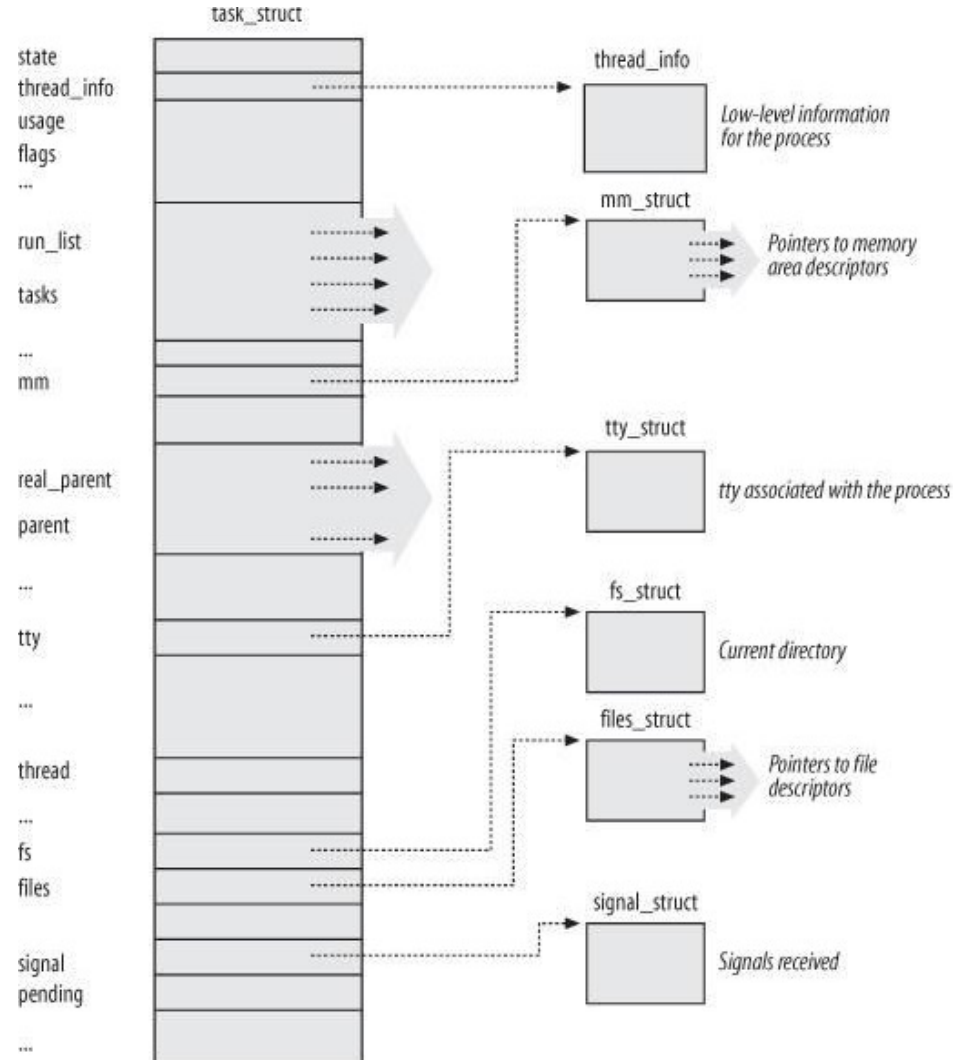 task_struct
state
thread_info
usage
flags
...
run_list
tasks
...
mm
real_parent
parent
...
tty
...
thread
...
fs
files
signal
pending
...
thread_info
Low-level information
for the process
mm_struct
Pointers to memory
area descriptors
tty_struct
tty associated with the process
fs_struct
Current directory
files_struct
Pointers to file
descriptors
signal_struct
Signals received